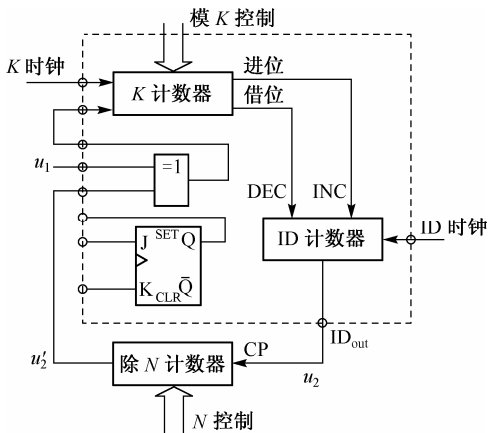 模 K 控制
K 时钟
K 计数器
进位
借位
u₁
=1
DEC
INC
J
SET
Q
K
CLR
Q̄
ID 计数器
ID 时钟
IDout
u₂′
除 N 计数器
CP
u₂
N 控制